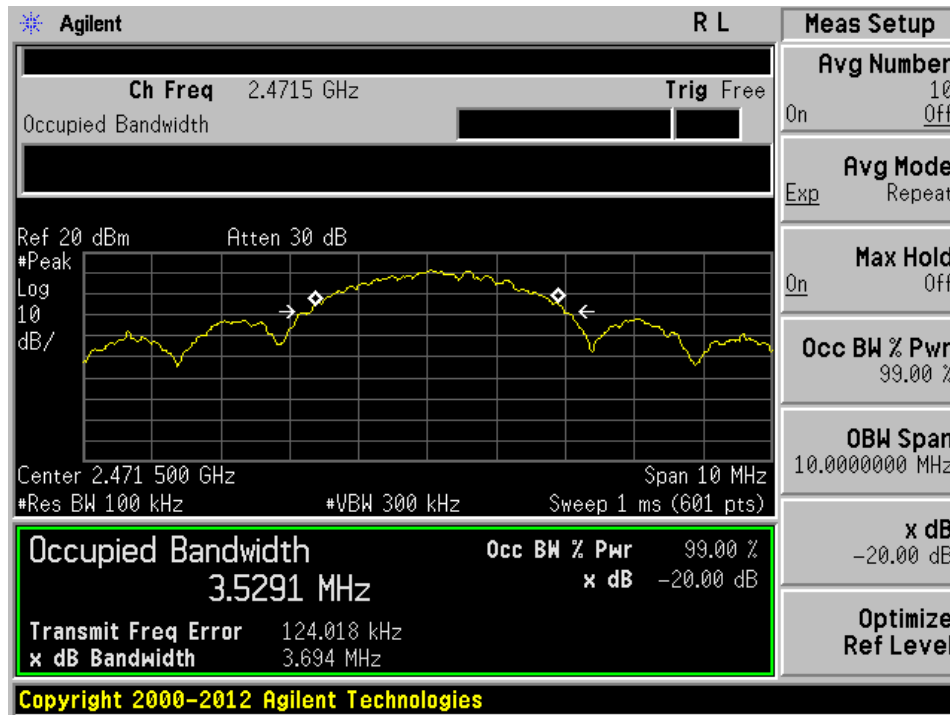 Agilent
R L
Ch Freq 2.4715 GHz
Trig Free
Occupied Bandwidth
Ref 20 dBm
Atten 30 dB
#Peak
Log
10
dB/
Center 2.471 500 GHz
Span 10 MHz
#Res BW 100 kHz
#VBW 300 kHz
Sweep 1 ms (601 pts)
Occupied Bandwidth
3.5291 MHz
Occ BW % Pwr 99.00 %
x dB -20.00 dB
Transmit Freq Error 124.018 kHz
x dB Bandwidth 3.694 MHz
Copyright 2000-2012 Agilent Technologies
Meas Setup
Avg Number
10
On Off
Avg Mode
Exp Repeat
Max Hold
On Off
Occ BW % Pwr
99.00 %
OBW Span
10.0000000 MHz
x dB
-20.00 dB
Optimize
Ref Level